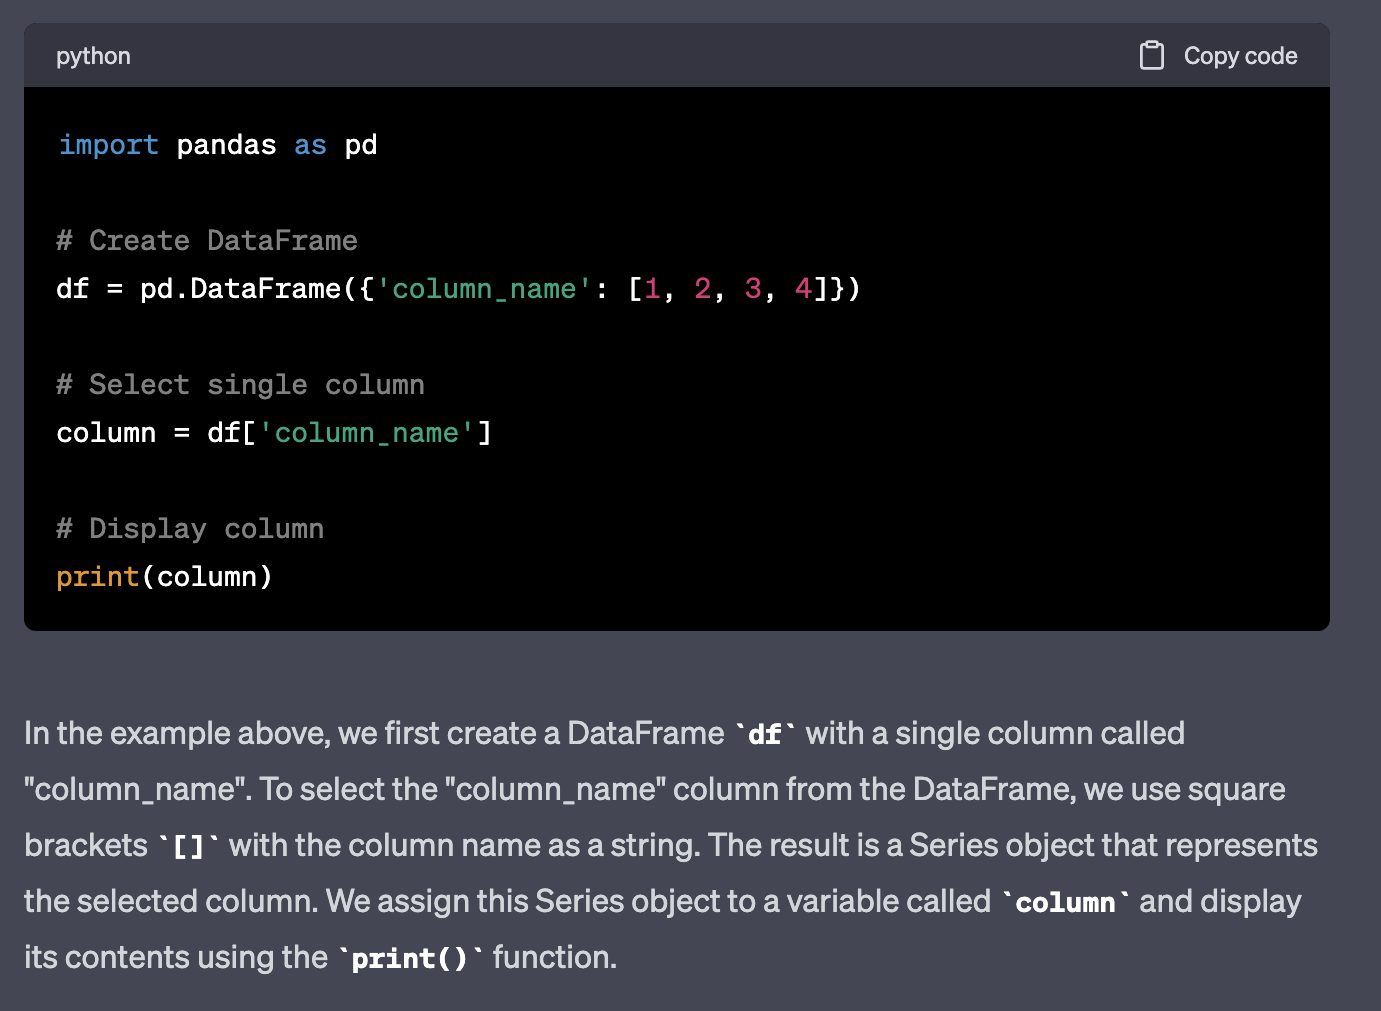 python
Copy code
import pandas as pd
# Create DataFrame
df = pd.DataFrame({'column_name': [1, 2, 3, 4]})
# Select single column
column = df['column_name']
# Display column
print(column)
In the example above, we first create a DataFrame `df` with a single column called
"column_name". To select the "column_name" column from the DataFrame, we use square
brackets `[]` with the column name as a string. The result is a Series object that represents
the selected column. We assign this Series object to a variable called `column` and display
its contents using the `print()` function.